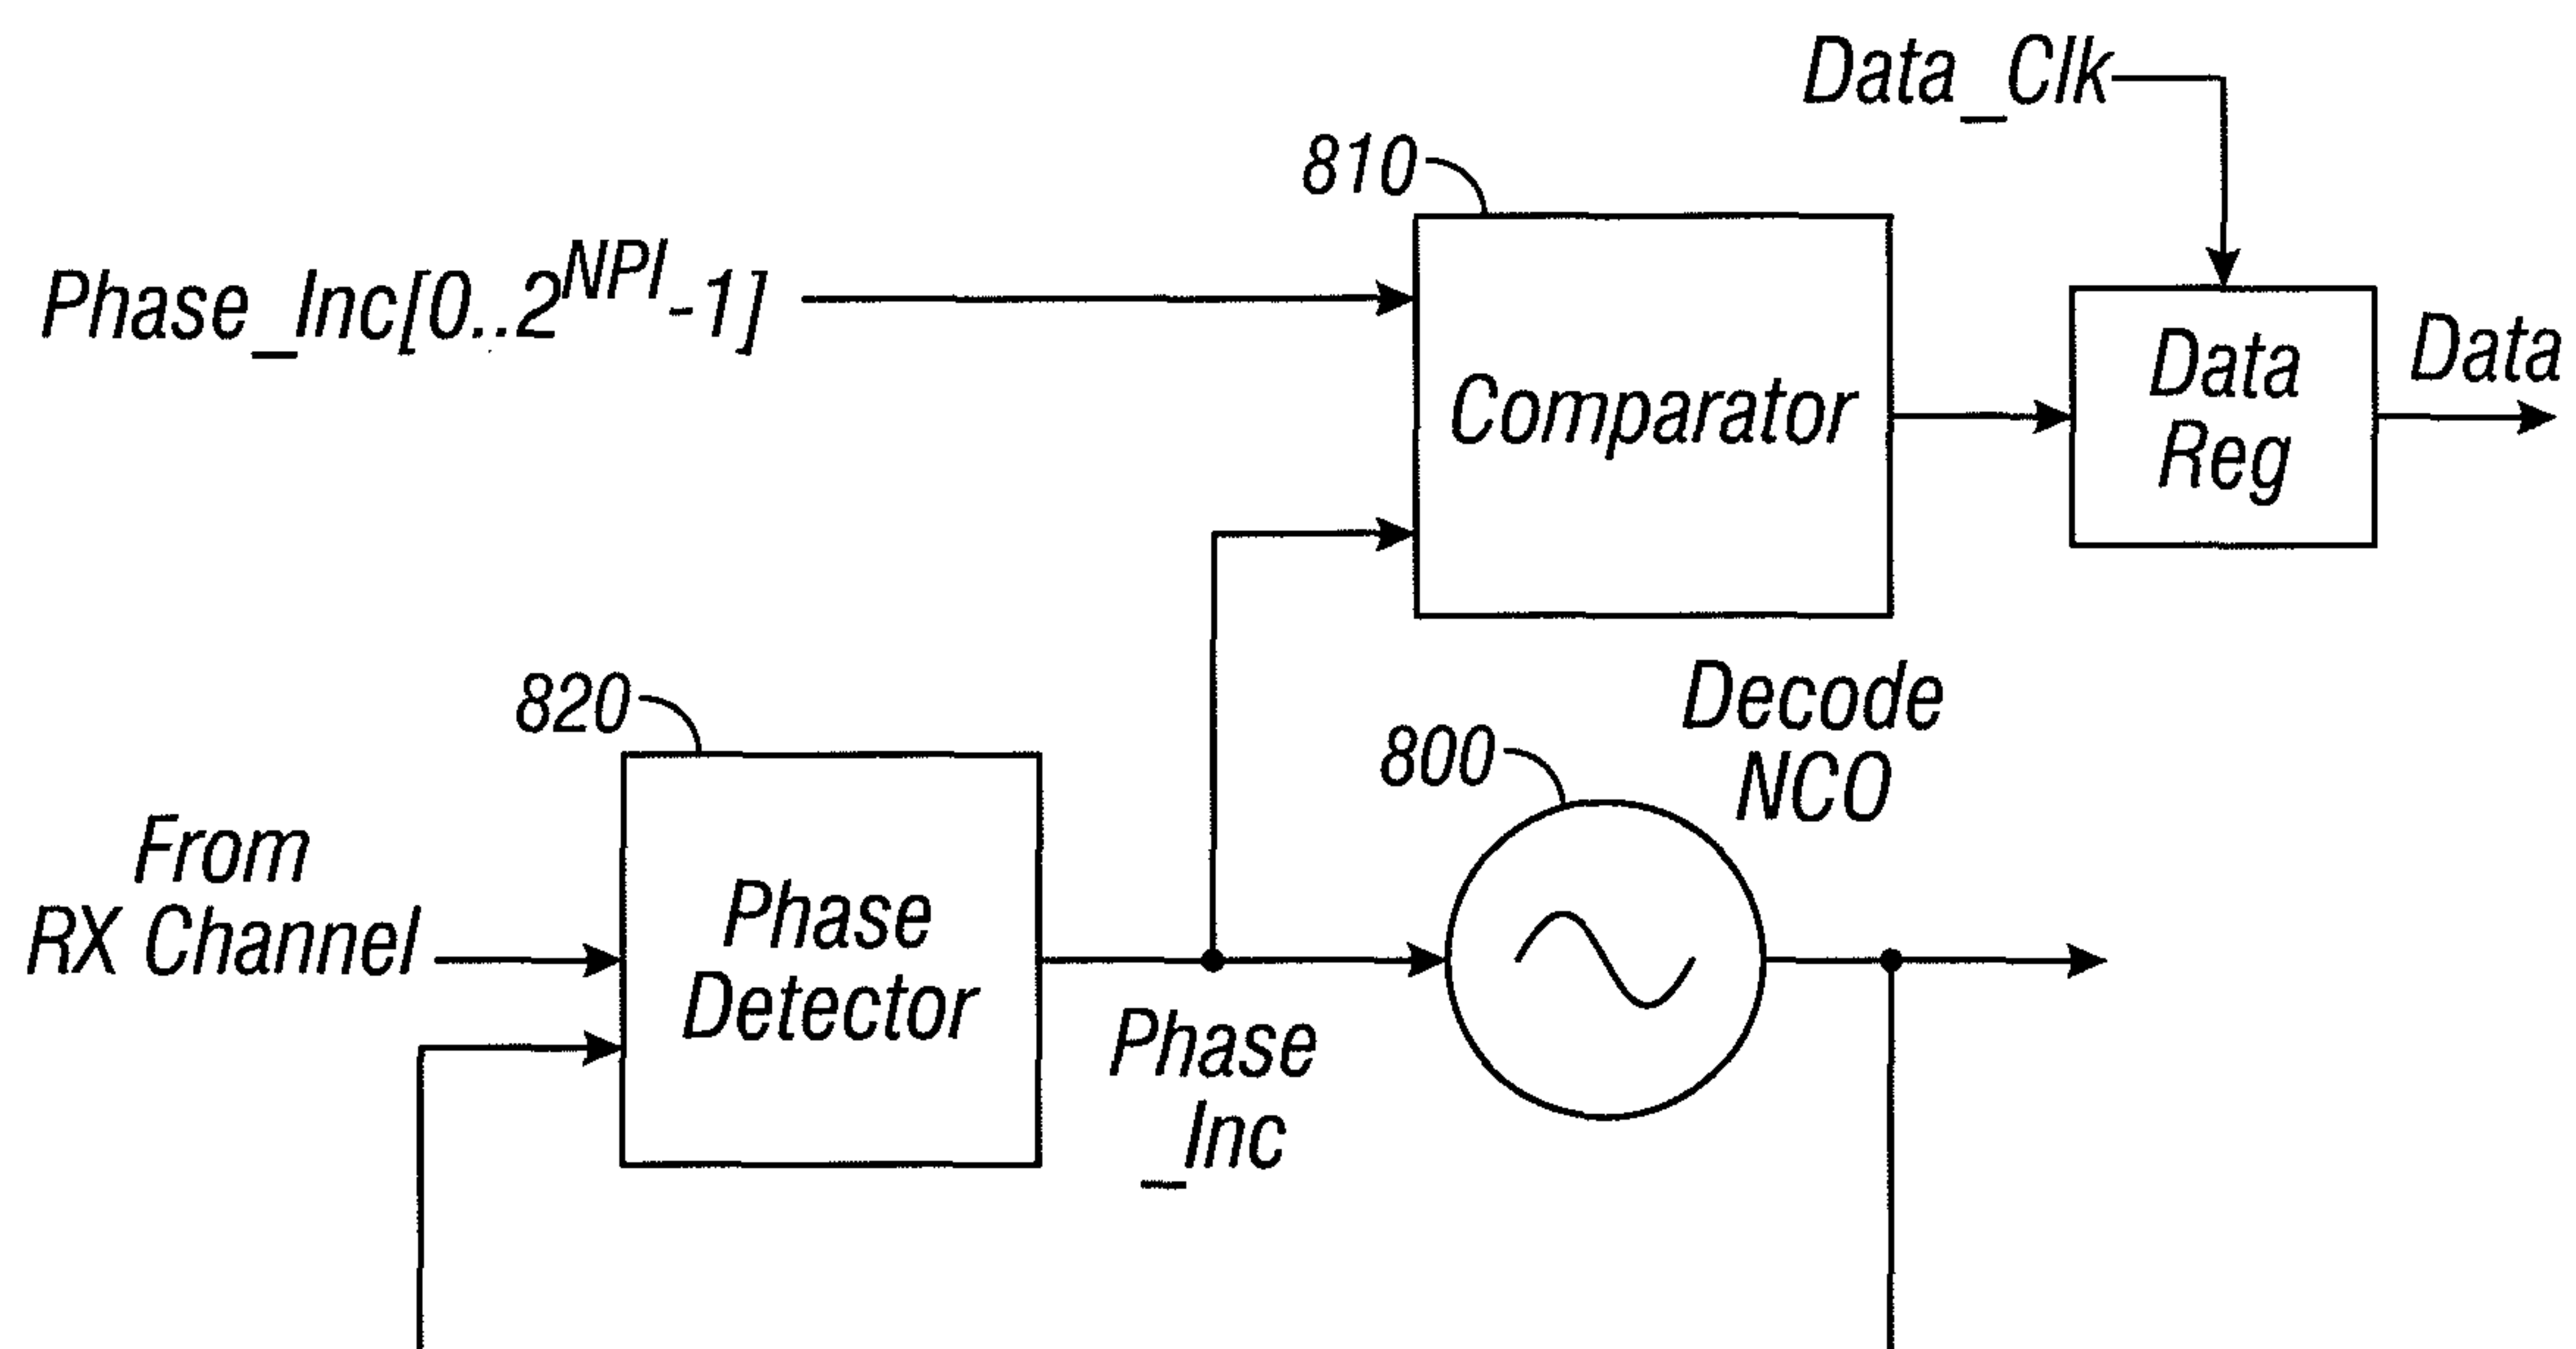 Data_Clk
810
Phase_Inc[0..2^NPI-1]
Comparator
Data
Reg
Data
820
Decode
NCO
800
From
RX Channel
Phase
Detector
Phase
_Inc